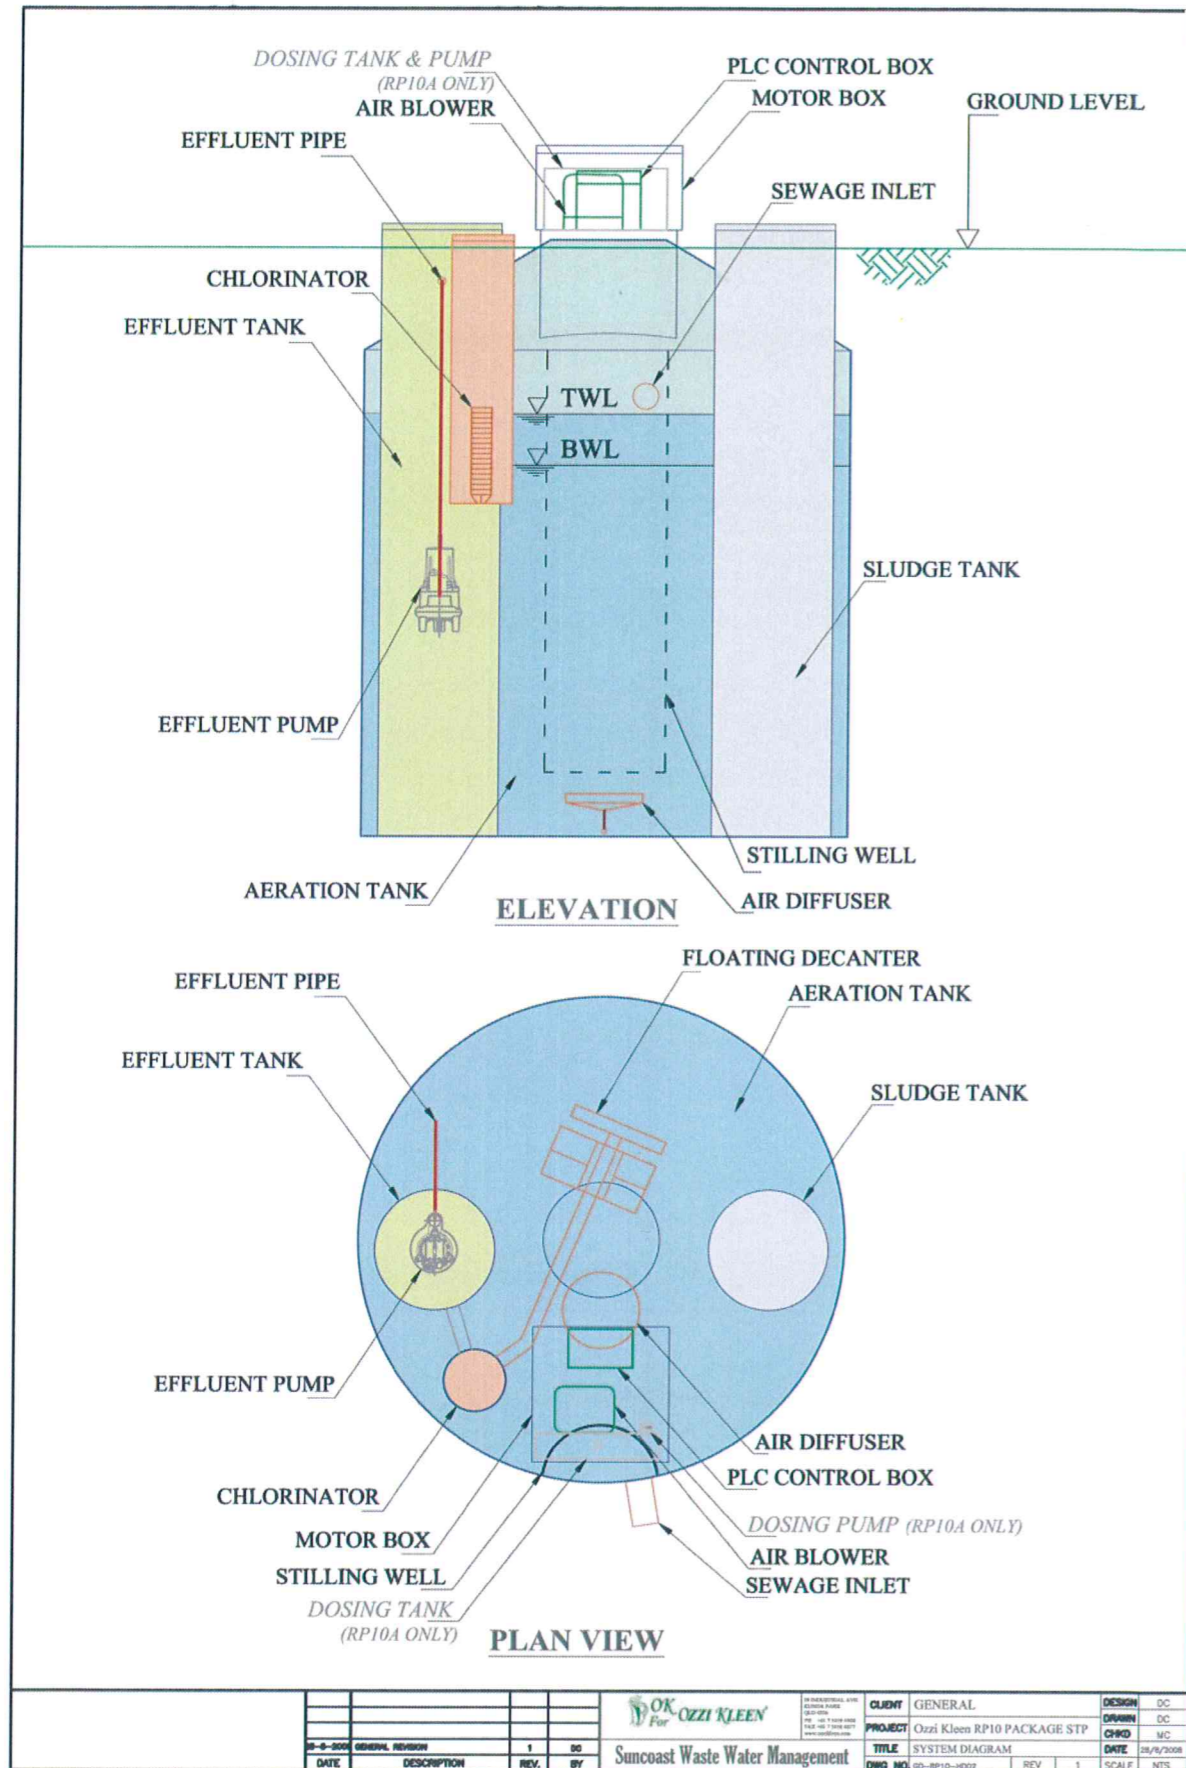 DOSING TANK & PUMP
(RP10A ONLY)
AIR BLOWER
EFFLUENT PIPE
PLC CONTROL BOX
MOTOR BOX
GROUND LEVEL
SEWAGE INLET
CHLORINATOR
EFFLUENT TANK
TWL
BWL
SLUDGE TANK
EFFLUENT PUMP
STILLING WELL
AERATION TANK
AIR DIFFUSER
ELEVATION
FLOATING DECANTER
EFFLUENT PIPE
AERATION TANK
EFFLUENT TANK
SLUDGE TANK
EFFLUENT PUMP
AIR DIFFUSER
PLC CONTROL BOX
CHLORINATOR
DOSING PUMP (RP10A ONLY)
MOTOR BOX
AIR BLOWER
STILLING WELL
SEWAGE INLET
DOSING TANK
(RP10A ONLY)
PLAN VIEW
GENERAL REVISION 1 DC
DATE DESCRIPTION REV. BY
OK For OZZI KLEEN
Suncoast Waste Water Management
CLIENT GENERAL
PROJECT Ozzi Kleen RP10 PACKAGE STP
TITLE SYSTEM DIAGRAM
DWG NO. REV 1
DESIGN DC
DRAWN DC
CHKD MC
DATE
SCALE NTS